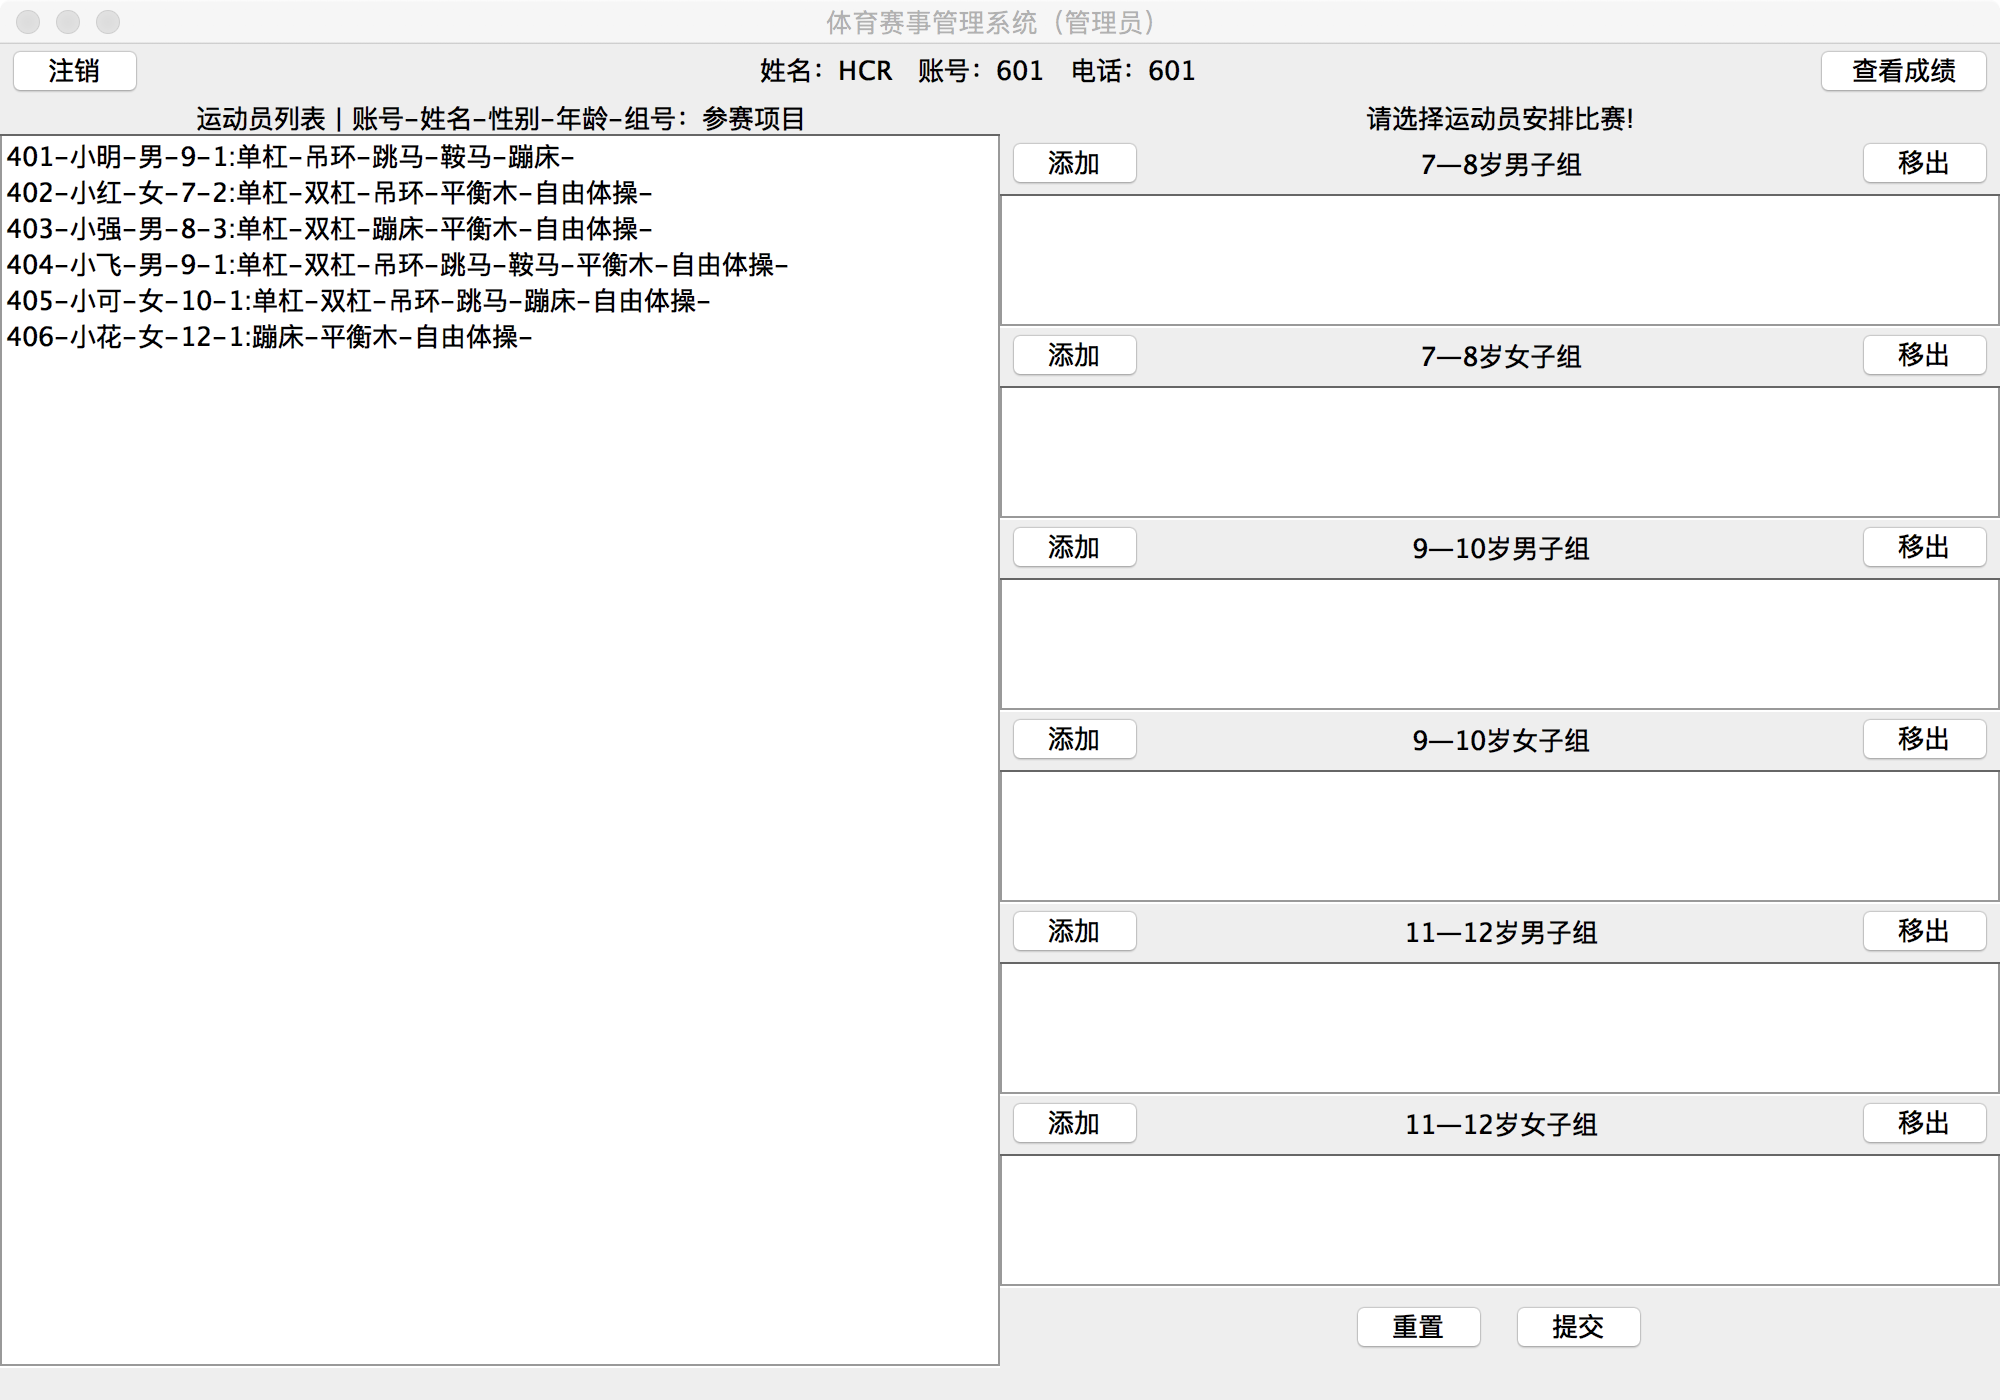 体育赛事管理系统（管理员）
注销
姓名：HCR 账号：601 电话：601
查看成绩
运动员列表 | 账号-姓名-性别-年龄-组号：参赛项目
401-小明-男-9-1:单杠-吊环-跳马-鞍马-蹦床-
402-小红-女-7-2:单杠-双杠-吊环-平衡木-自由体操-
403-小强-男-8-3:单杠-双杠-蹦床-平衡木-自由体操-
404-小飞-男-9-1:单杠-双杠-吊环-跳马-鞍马-平衡木-自由体操-
405-小可-女-10-1:单杠-双杠-吊环-跳马-蹦床-自由体操-
406-小花-女-12-1:蹦床-平衡木-自由体操-
请选择运动员安排比赛!
添加 7—8岁男子组 移出
添加 7—8岁女子组 移出
添加 9—10岁男子组 移出
添加 9—10岁女子组 移出
添加 11—12岁男子组 移出
添加 11—12岁女子组 移出
重置 提交